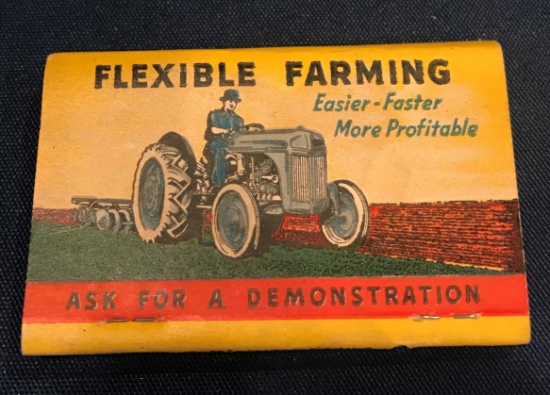 FLEXIBLE FARMING
Easier-Faster
More Profitable
ASK FOR A DEMONSTRATION